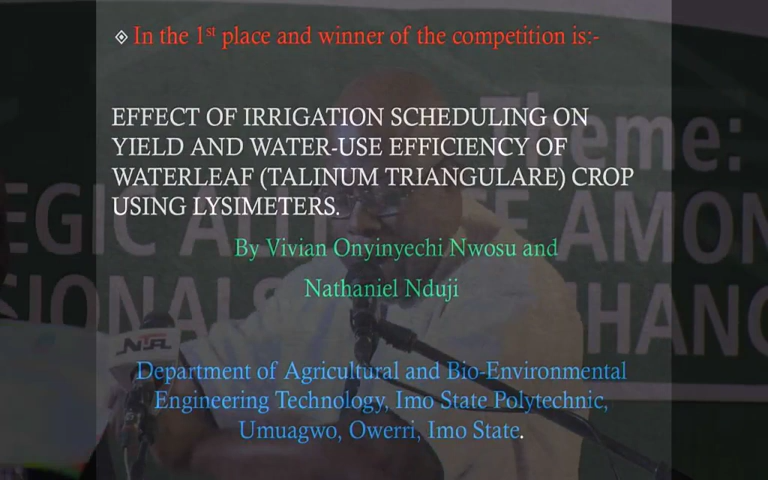 In the 1st place and winner of the competition is:-
EFFECT OF IRRIGATION SCHEDULING ON
YIELD AND WATER-USE EFFICIENCY OF
WATERLEAF (TALINUM TRIANGULARE) CROP
USING LYSIMETERS.
By Vivian Onyinyechi Nwosu and
Nathaniel Nduji
Department of Agricultural and Bio-Environmental
Engineering Technology, Imo State Polytechnic,
Umuagwo, Owerri, Imo State.
Theme: